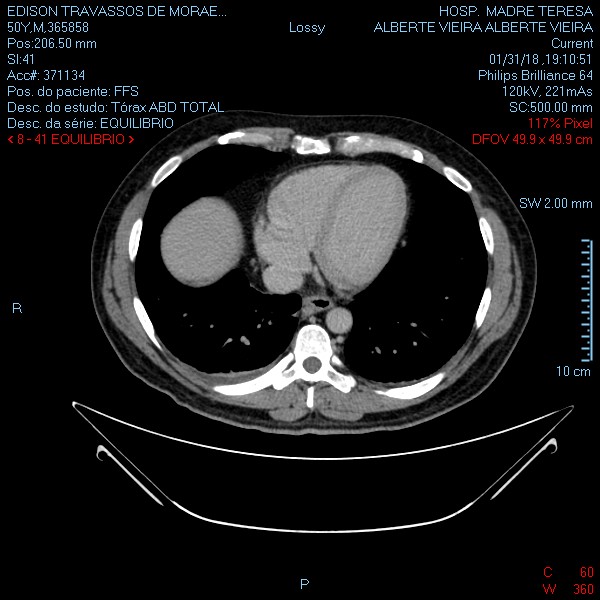 EDISON TRAVASSOS DE MORAE...
50Y,M,365858
Pos:206.50 mm
SI:41
Acc#: 371134
Pos. do paciente: FFS
Desc. do estudo: Tórax ABD TOTAL
Desc. da série: EQUILIBRIO
< 8 - 41 EQUILIBRIO >
Lossy
HOSP. MADRE TERESA
ALBERTE VIEIRA ALBERTE VIEIRA
Current
01/31/18 ,19:10:51
Philips Brilliance 64
120kV, 221mAs
SC:500.00 mm
117% Pixel
DFOV 49.9 x 49.9 cm
SW 2.00 mm
R
10 cm
P
C 60
W 360